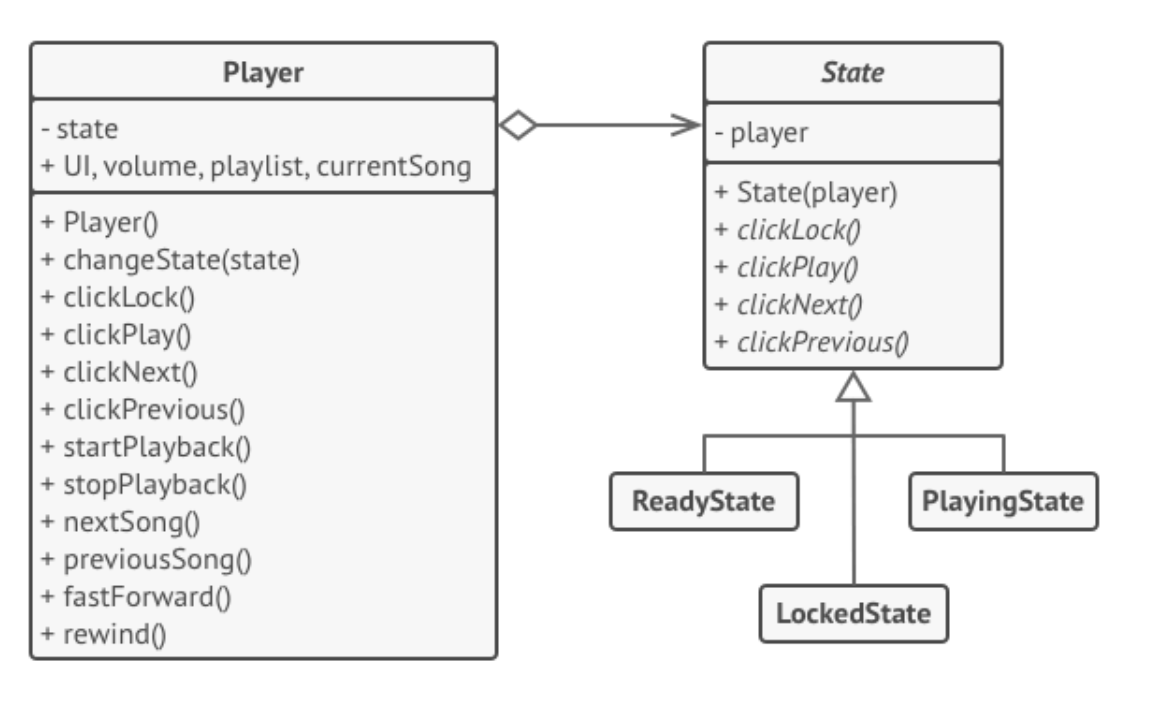 Player
- state
+ UI, volume, playlist, currentSong
+ Player()
+ changeState(state)
+ clickLock()
+ clickPlay()
+ clickNext()
+ clickPrevious()
+ startPlayback()
+ stopPlayback()
+ nextSong()
+ previousSong()
+ fastForward()
+ rewind()
State
- player
+ State(player)
+ clickLock()
+ clickPlay()
+ clickNext()
+ clickPrevious()
ReadyState
PlayingState
LockedState